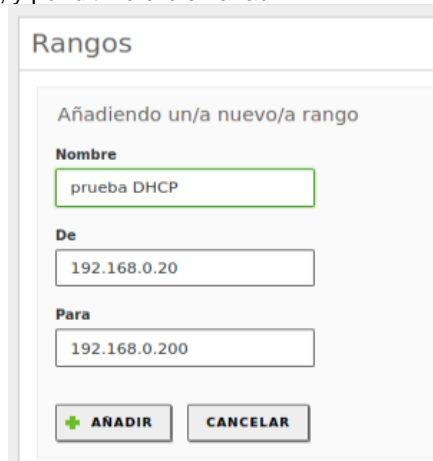 Rangos
Añadiendo un/a nuevo/a rango
Nombre
prueba DHCP
De
192.168.0.20
Para
192.168.0.200
AÑADIR
CANCELAR